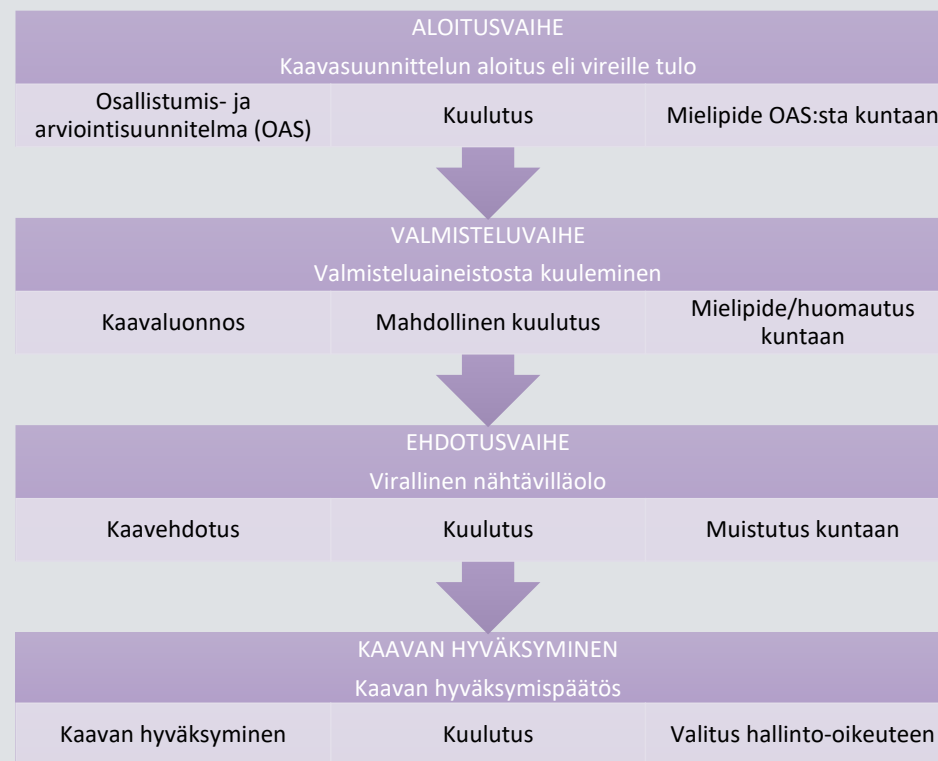 ALOITUSVAIHE
Kaavasuunnittelun aloitus eli vireille tulo
Osallistumis- ja
arviointisuunnitelma (OAS)
Kuulutus
Mielipide OAS:sta kuntaan
VALMISTELUVAIHE
Valmisteluaineistosta kuuleminen
Kaavaluonnos
Mahdollinen kuulutus
Mielipide/huomautus
kuntaan
EHDOTUSVAIHE
Virallinen nähtävilläolo
Kaavehdotus
Kuulutus
Muistutus kuntaan
KAAVAN HYVÄKSYMINEN
Kaavan hyväksymispäätös
Kaavan hyväksyminen
Kuulutus
Valitus hallinto-oikeuteen